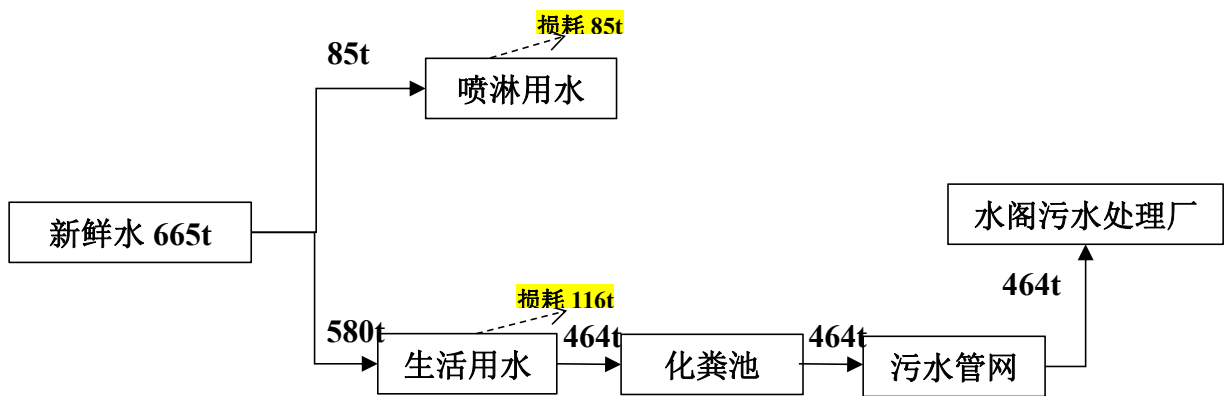 损耗 85t
85t
喷淋用水
新鲜水 665t
水阁污水处理厂
464t
损耗 116t
580t
生活用水
464t
化粪池
464t
污水管网